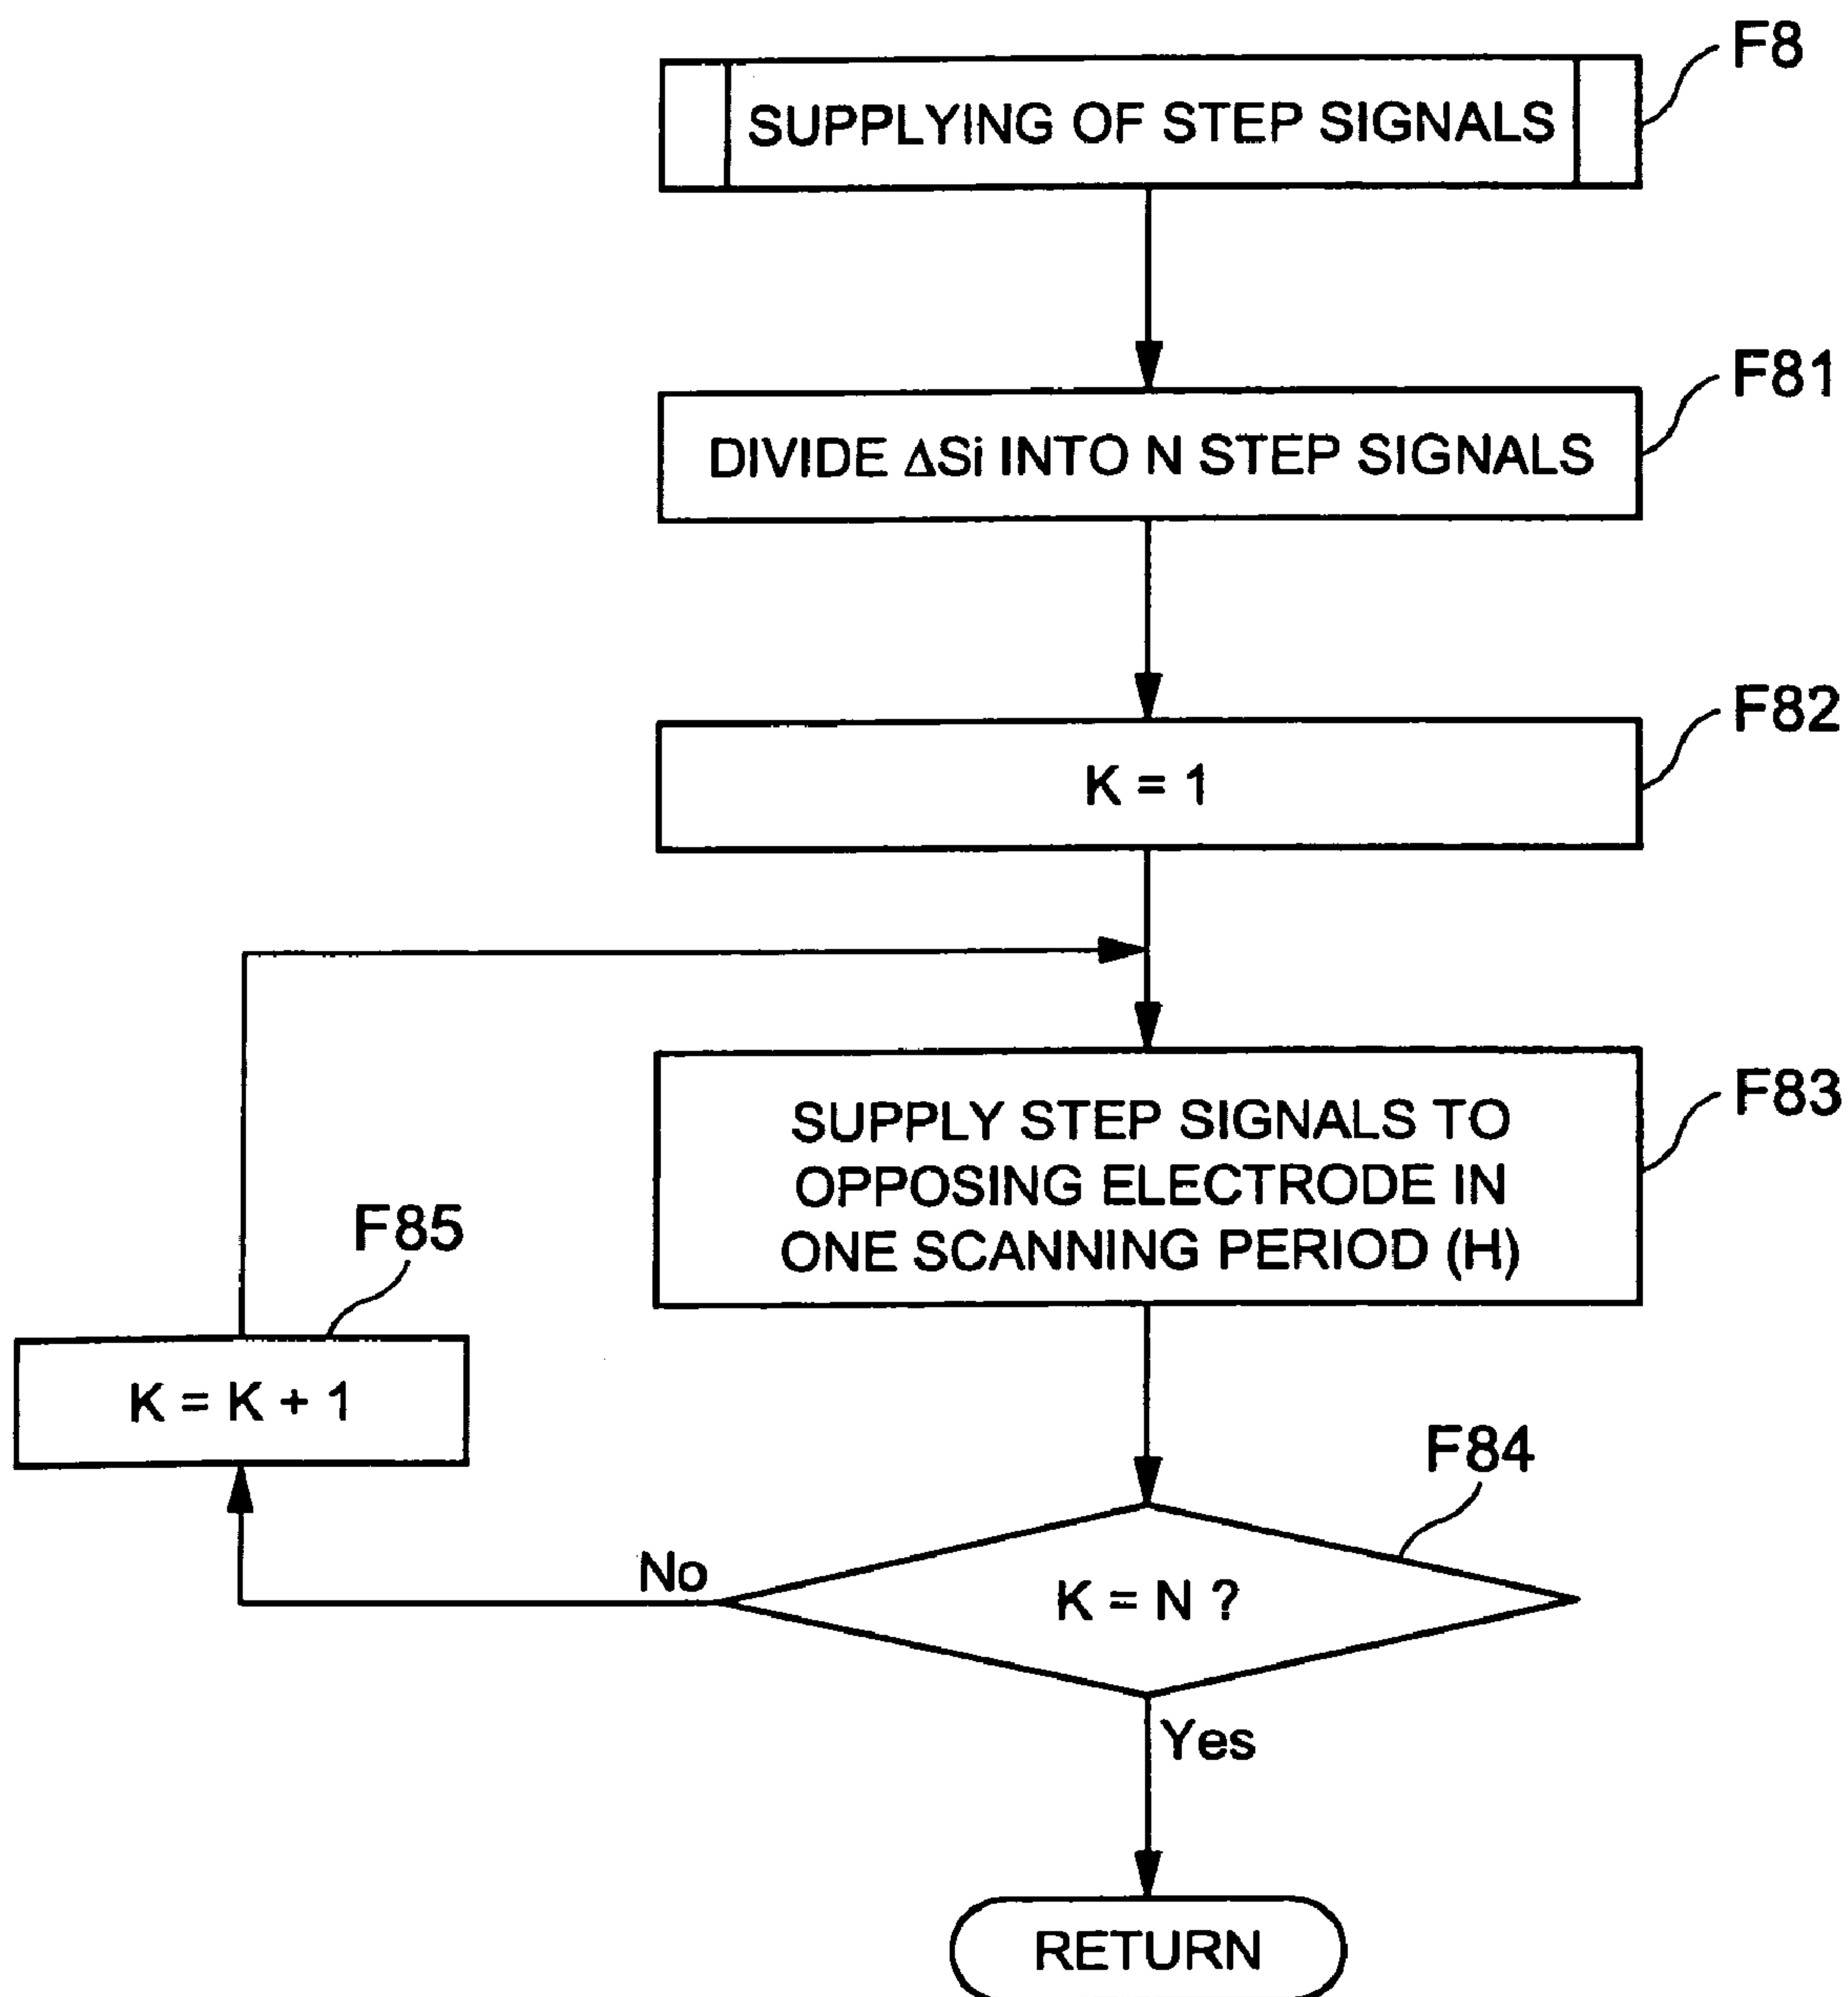 F8
SUPPLYING OF STEP SIGNALS
F81
DIVIDE ΔSi INTO N STEP SIGNALS
F82
K = 1
F83
SUPPLY STEP SIGNALS TO
OPPOSING ELECTRODE IN
ONE SCANNING PERIOD (H)
F85
K = K + 1
F84
No
K = N ?
Yes
RETURN